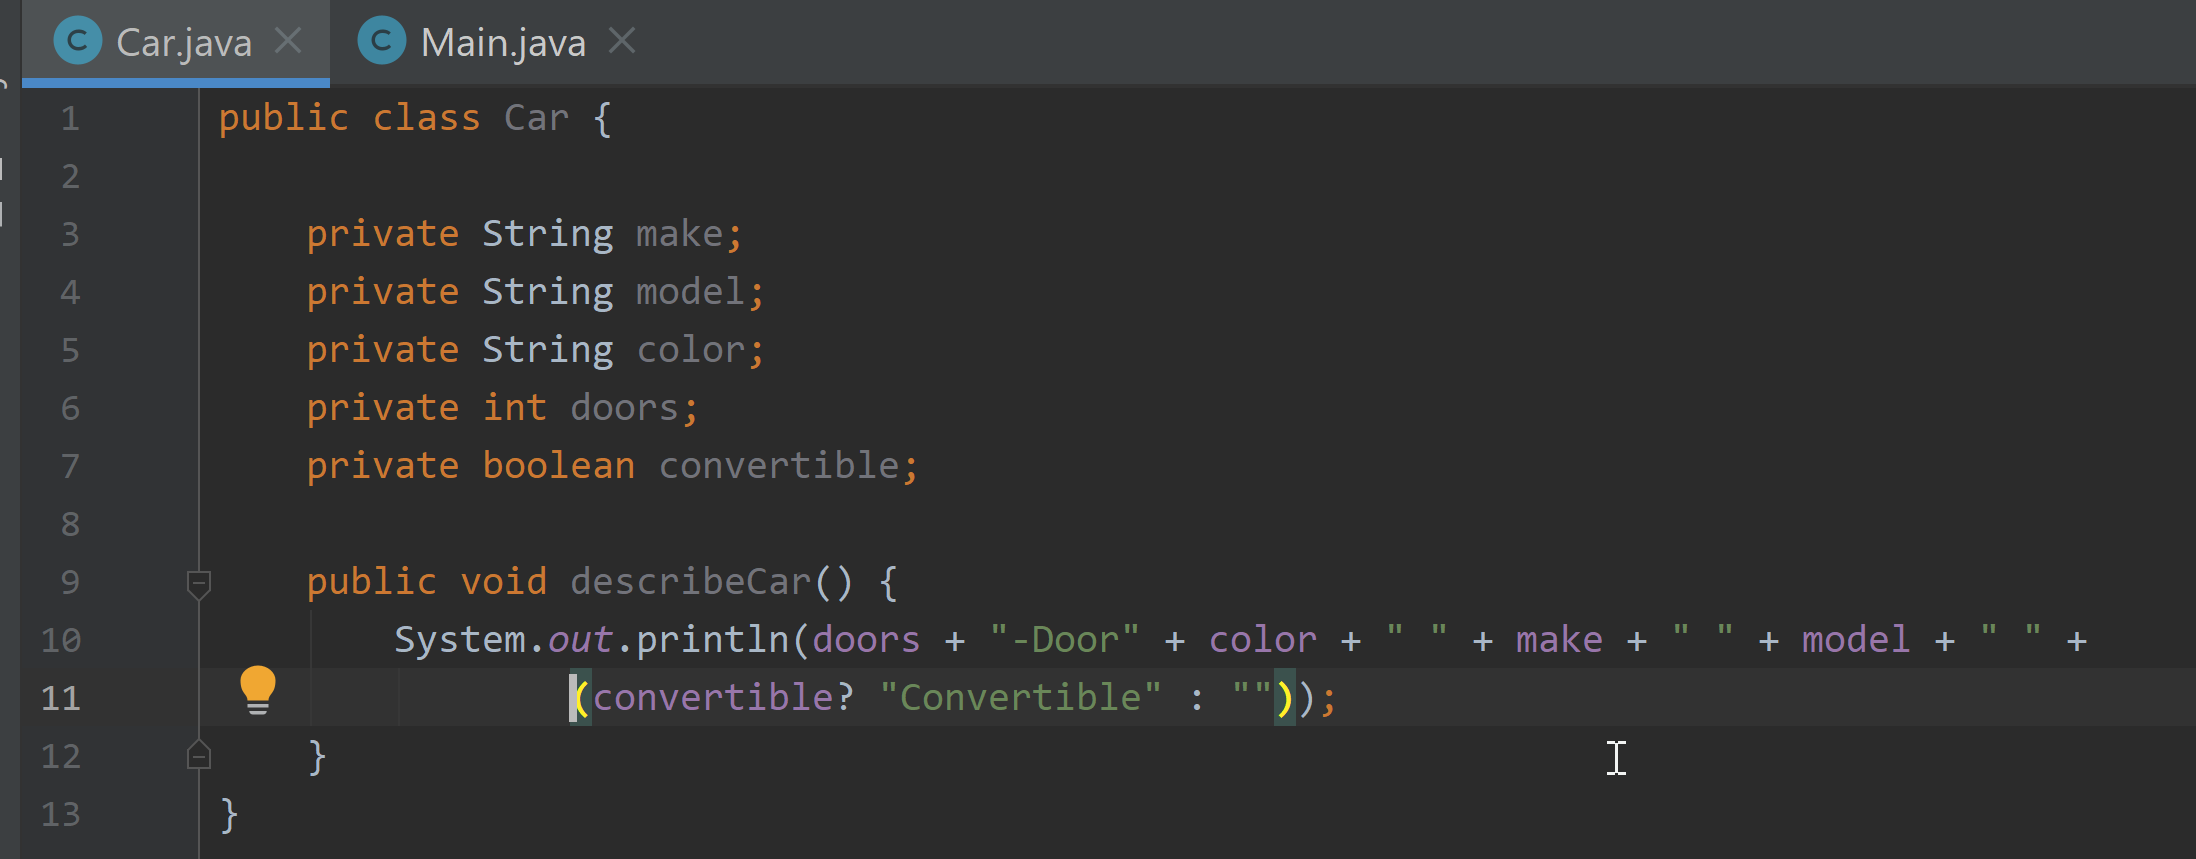 Car.java Main.java
1 public class Car {
2
3 private String make;
4 private String model;
5 private String color;
6 private int doors;
7 private boolean convertible;
8
9 public void describeCar() {
10 System.out.println(doors + "-Door" + color + " " + make + " " + model + " " +
11 (convertible? "Convertible" : ""));
12 }
13 }